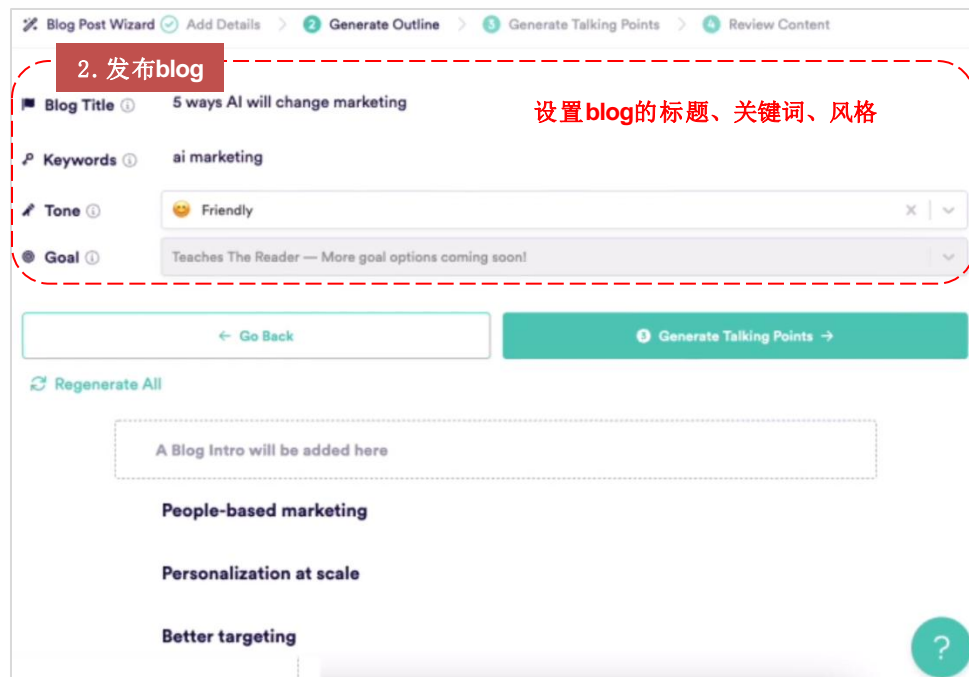 Blog Post Wizard Add Details 2 Generate Outline 3 Generate Talking Points 4 Review Content
2. 发布blog
Blog Title 5 ways AI will change marketing
设置blog的标题、关键词、风格
Keywords ai marketing
Tone Friendly
Goal Teaches The Reader — More goal options coming soon!
← Go Back
3 Generate Talking Points →
Regenerate All
A Blog Intro will be added here
People-based marketing
Personalization at scale
Better targeting
?